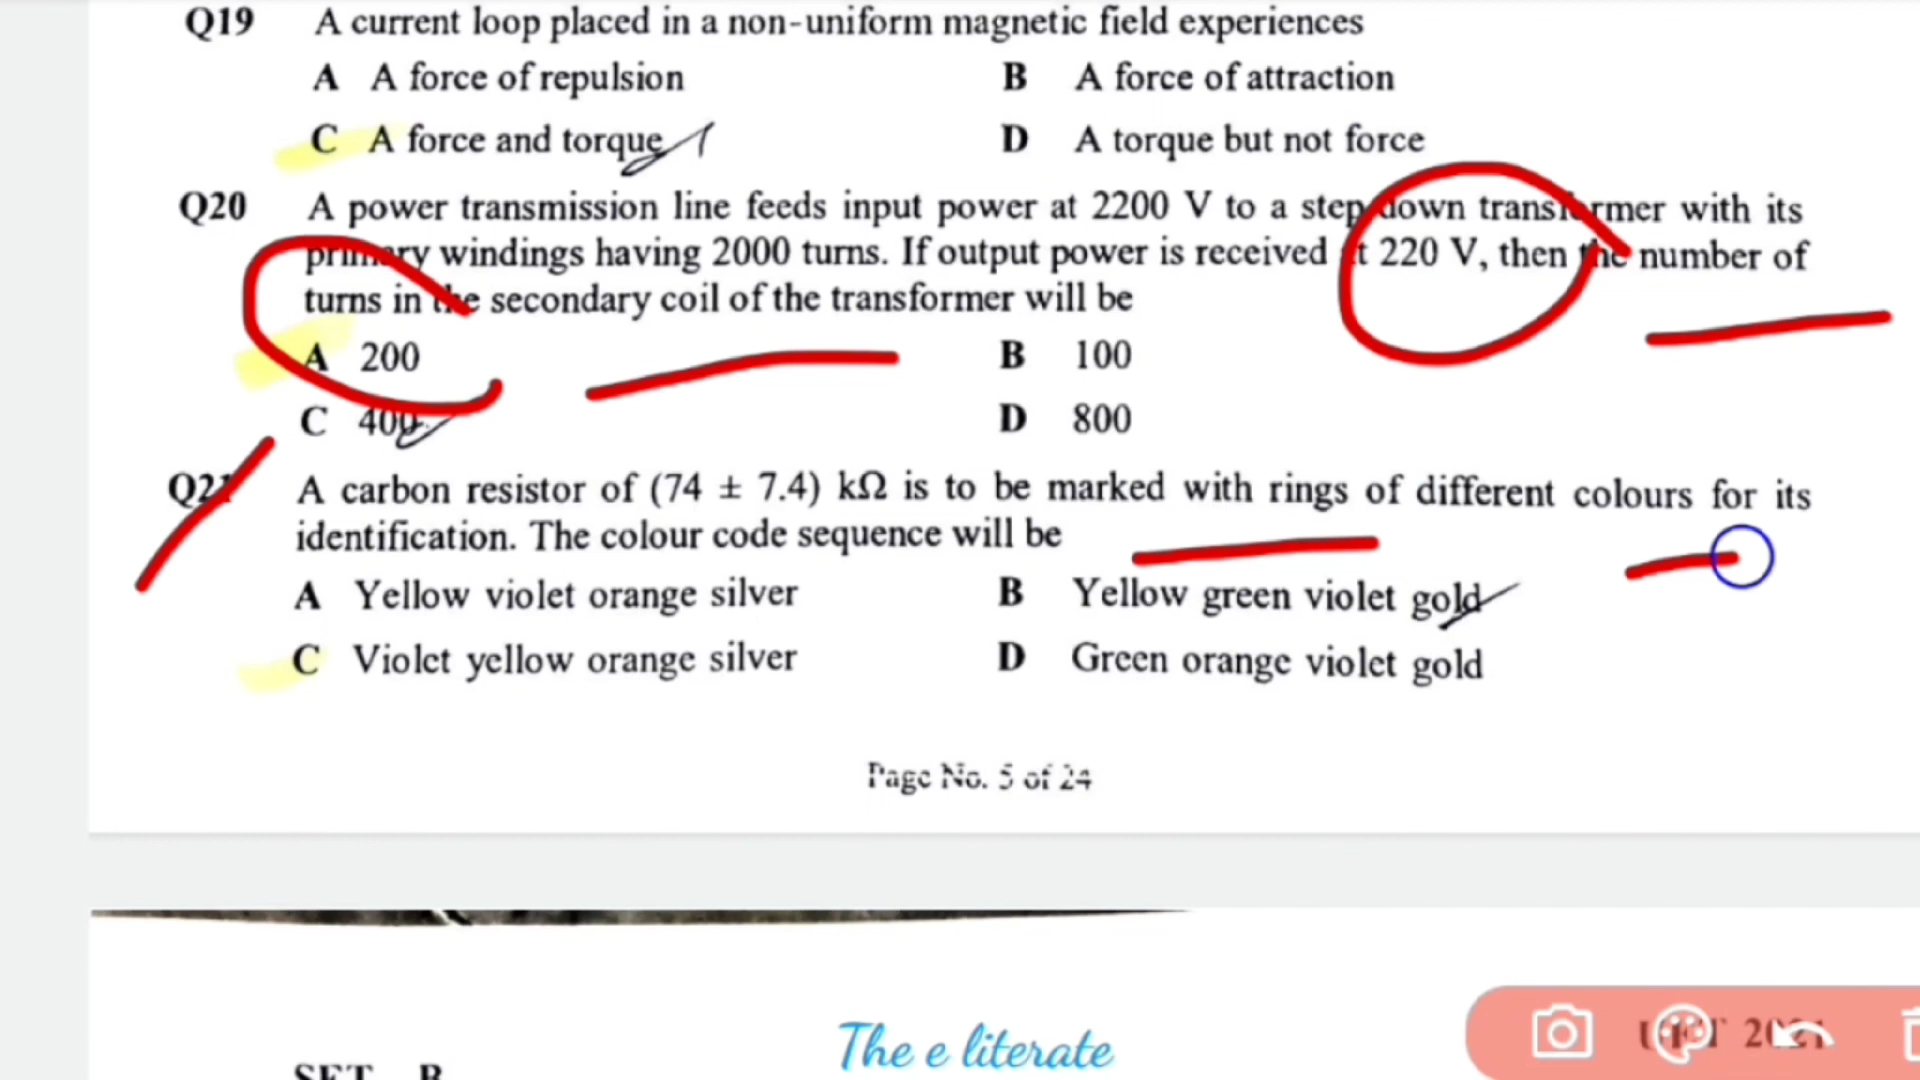 Q19 A current loop placed in a non-uniform magnetic field experiences
A A force of repulsion B A force of attraction
C A force and torque D A torque but not force
Q20 A power transmission line feeds input power at 2200 V to a step down transformer with its
primary windings having 2000 turns. If output power is received at 220 V, then the number of
turns in the secondary coil of the transformer will be
A 200 B 100
C 400 D 800
Q21 A carbon resistor of (74 ± 7.4) kΩ is to be marked with rings of different colours for its
identification. The colour code sequence will be
A Yellow violet orange silver B Yellow green violet gold
C Violet yellow orange silver D Green orange violet gold
Page No. 5 of 24
The e literate
SET B
2021